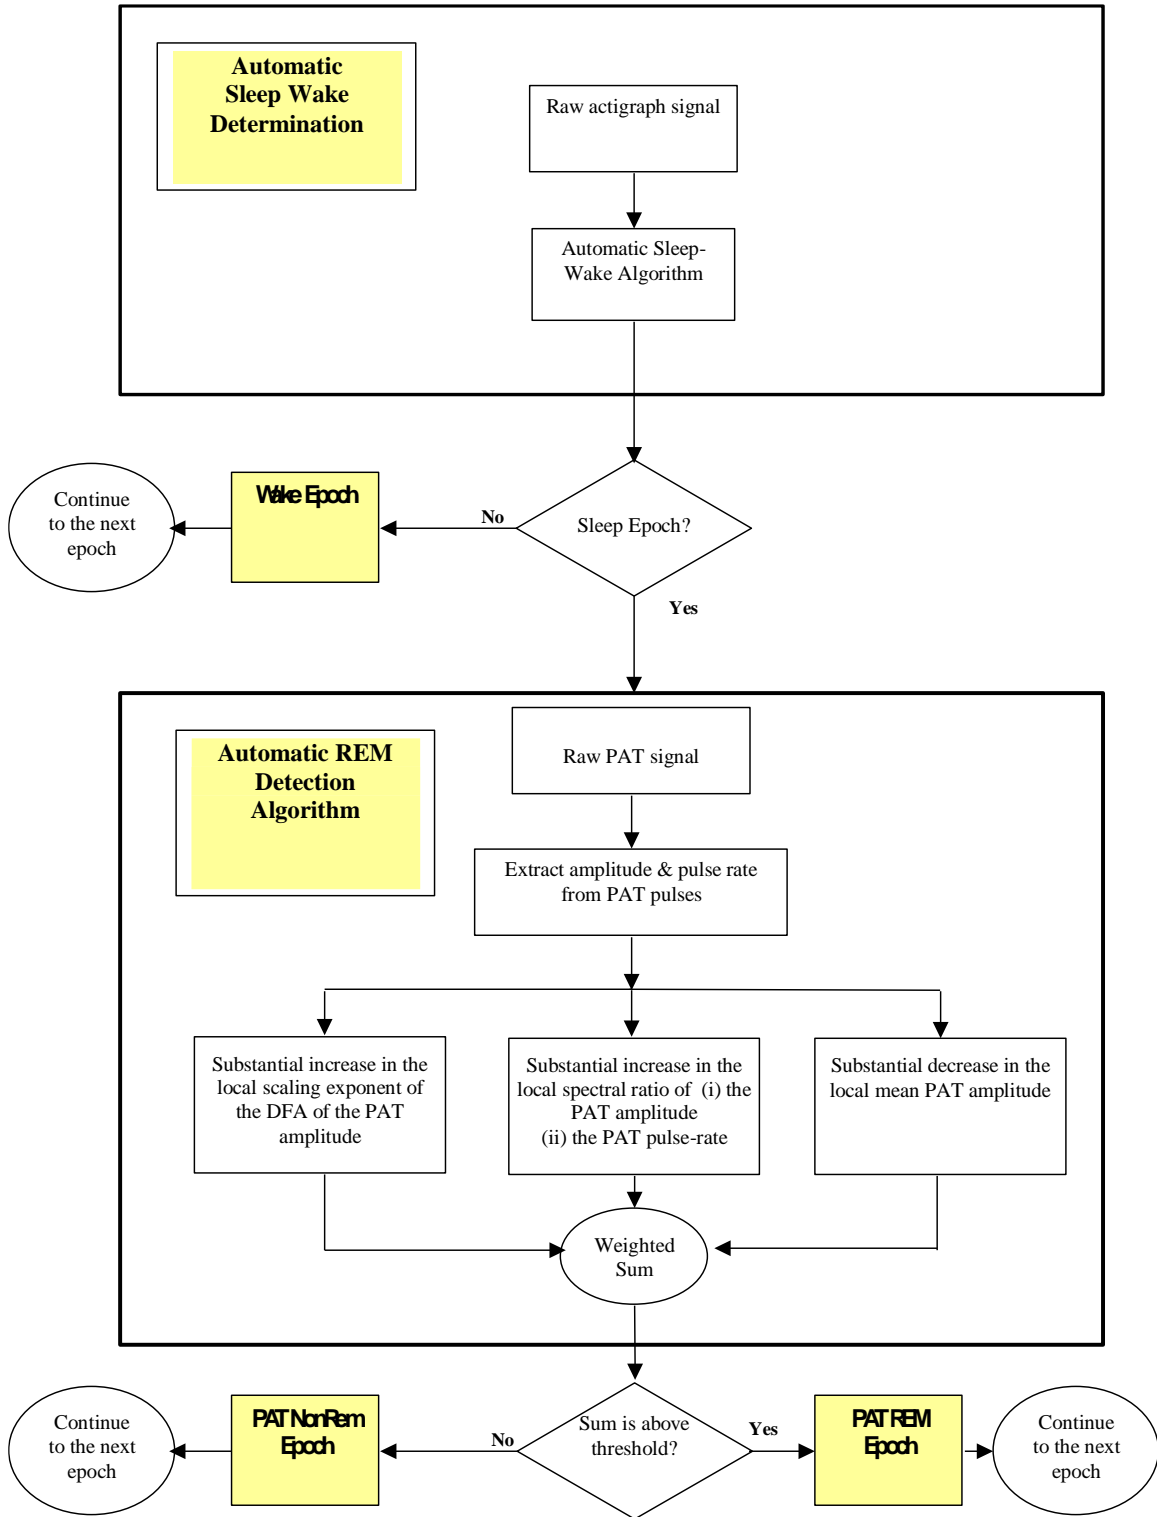 Automatic
Sleep Wake
Determination
Raw actigraph signal
Automatic Sleep-
Wake Algorithm
Continue
to the next
epoch
Wake Epoch
No
Sleep Epoch?
Yes
Automatic REM
Detection
Algorithm
Raw PAT signal
Extract amplitude & pulse rate
from PAT pulses
Substantial increase in the
local scaling exponent of
the DFA of the PAT
amplitude
Substantial increase in the
local spectral ratio of (i) the
PAT amplitude
(ii) the PAT pulse-rate
Substantial decrease in the
local mean PAT amplitude
Weighted
Sum
Continue
to the next
epoch
PAT NonRem
Epoch
No
Sum is above
threshold?
Yes
PAT REM
Epoch
Continue
to the next
epoch